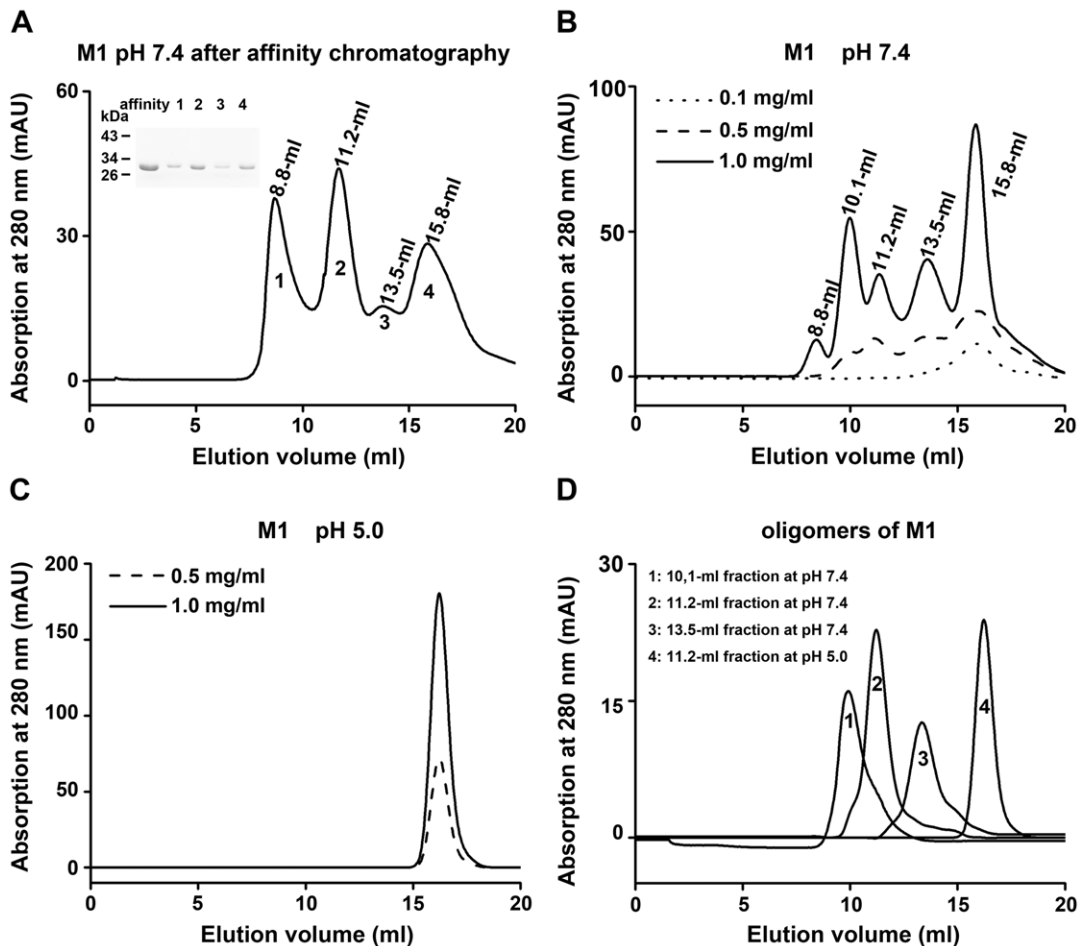 A
M1 pH 7.4 after affinity chromatography
Absorption at 280 nm (mAU)
60
30
0
affinity 1 2 3 4
kDa
43
34
26
8.8-ml
11.2-ml
13.5-ml
15.8-ml
1
2
3
4
0 5 10 15 20
Elution volume (ml)
B
M1 pH 7.4
Absorption at 280 nm (mAU)
100
50
0
0.1 mg/ml
0.5 mg/ml
1.0 mg/ml
8.8-ml
10.1-ml
11.2-ml
13.5-ml
15.8-ml
0 5 10 15 20
Elution volume (ml)
C
M1 pH 5.0
Absorption at 280 nm (mAU)
200
150
100
50
0
0.5 mg/ml
1.0 mg/ml
0 5 10 15 20
Elution volume (ml)
D
oligomers of M1
Absorption at 280 nm (mAU)
30
15
0
1: 10,1-ml fraction at pH 7.4
2: 11.2-ml fraction at pH 7.4
3: 13.5-ml fraction at pH 7.4
4: 11.2-ml fraction at pH 5.0
1
2
3
4
0 5 10 15 20
Elution volume (ml)